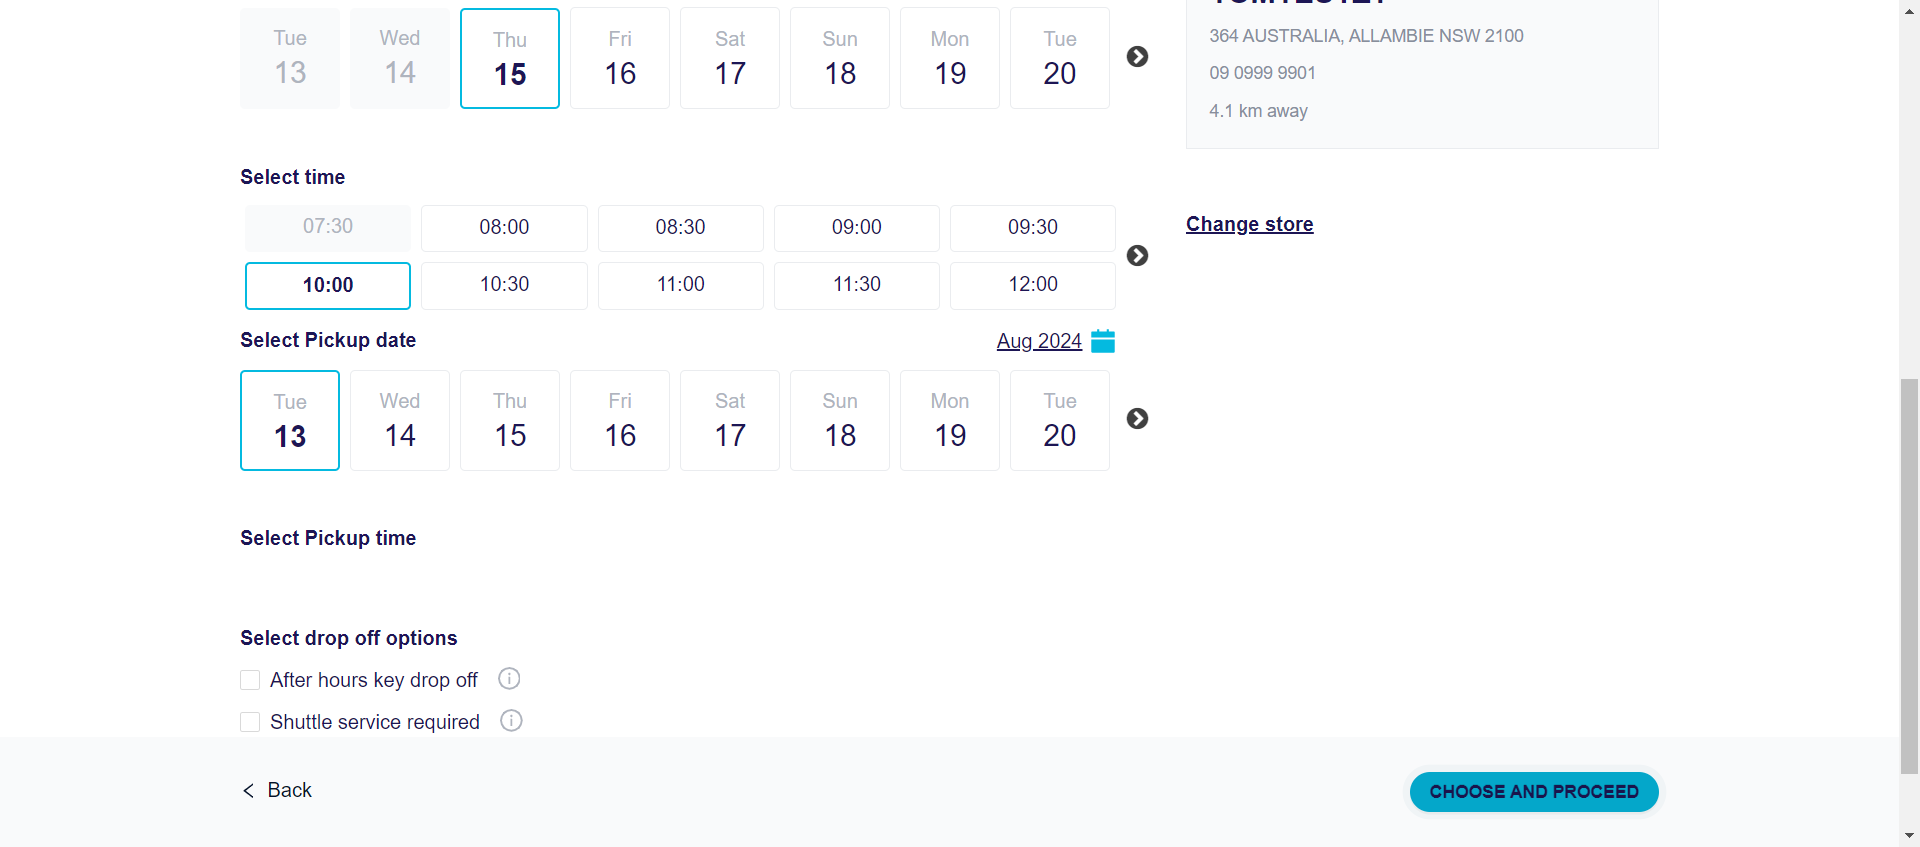 Tue Wed Thu Fri Sat Sun Mon Tue
13 14 15 16 17 18 19 20
364 AUSTRALIA, ALLAMBIE NSW 2100
09 0999 9901
4.1 km away
Select time
07:30 08:00 08:30 09:00 09:30
10:00 10:30 11:00 11:30 12:00
Change store
Select Pickup date
Aug 2024
Tue Wed Thu Fri Sat Sun Mon Tue
13 14 15 16 17 18 19 20
Select Pickup time
Select drop off options
After hours key drop off
Shuttle service required
Back
CHOOSE AND PROCEED